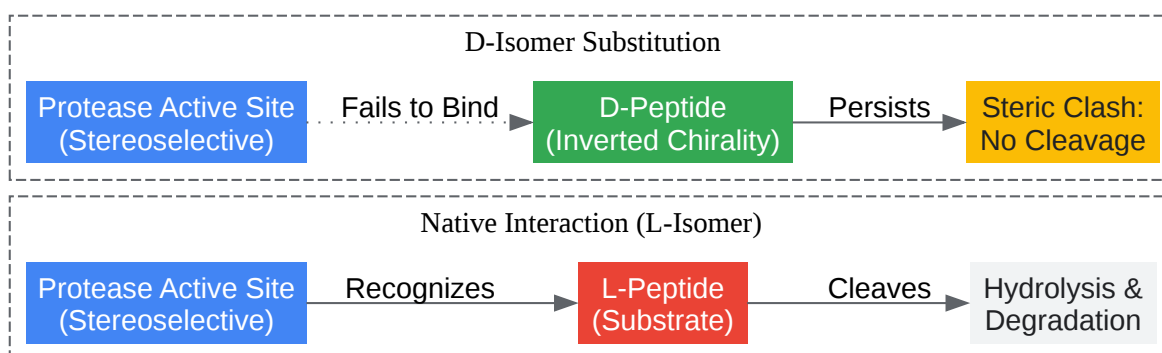 D-Isomer Substitution
Protease Active Site
(Stereoselective)
Fails to Bind
D-Peptide
(Inverted Chirality)
Persists
Steric Clash:
No Cleavage
Native Interaction (L-Isomer)
Protease Active Site
(Stereoselective)
Recognizes
L-Peptide
(Substrate)
Cleaves
Hydrolysis &
Degradation